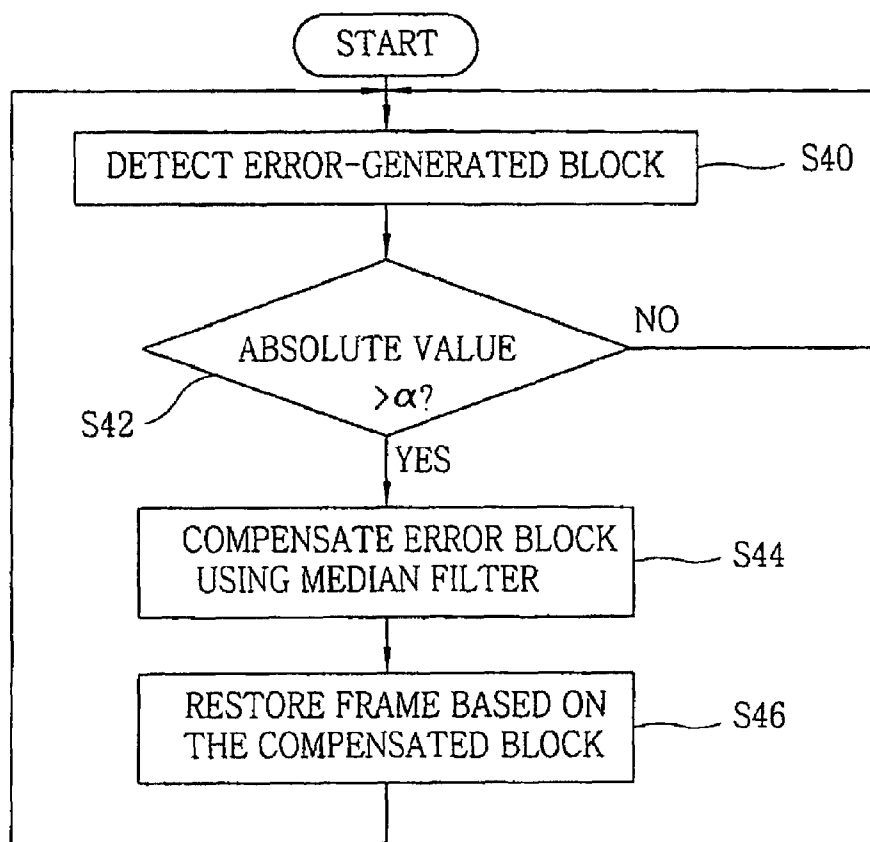 START
DETECT ERROR-GENERATED BLOCK
S40
NO
ABSOLUTE VALUE
>α?
S42
YES
COMPENSATE ERROR BLOCK
USING MEDIAN FILTER
S44
RESTORE FRAME BASED ON
THE COMPENSATED BLOCK
S46